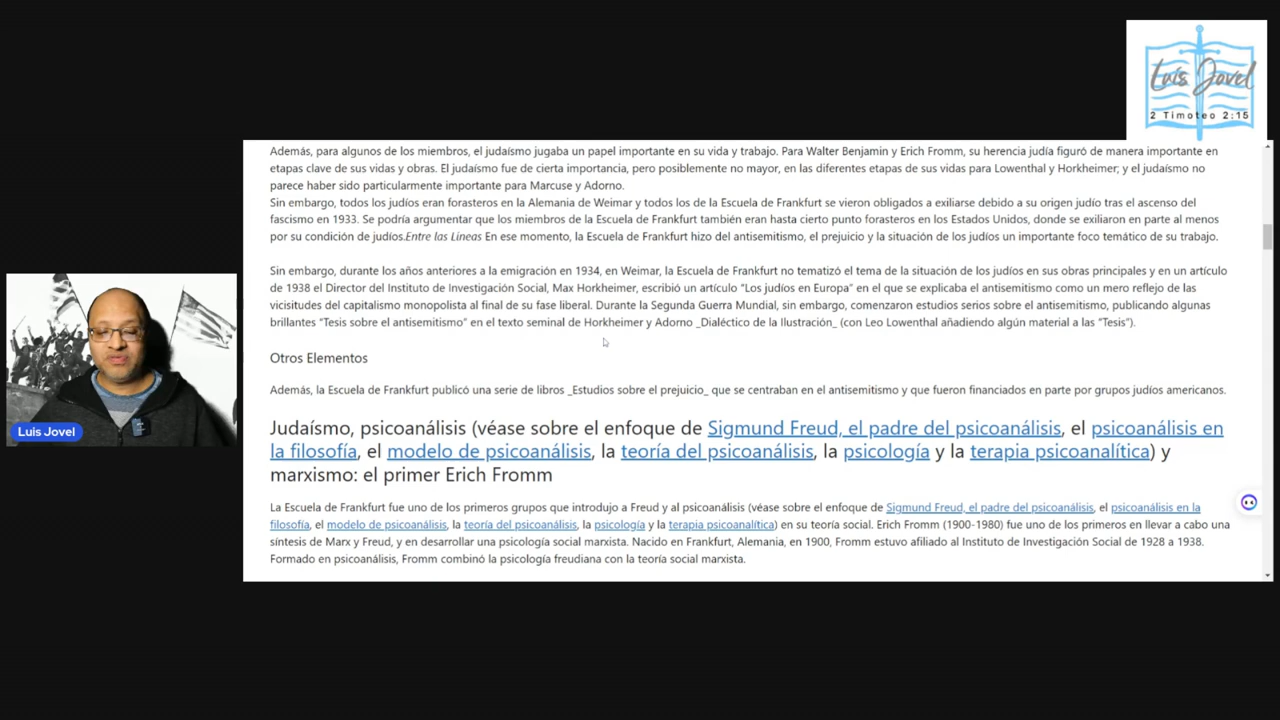 Luis Jovel
2 Timoteo 2:15
Además, para algunos de los miembros, el judaísmo jugaba un papel importante en su vida y trabajo. Para Walter Benjamin y Erich Fromm, su herencia judía figuró de manera importante en
etapas clave de sus vidas y obras. El judaísmo fue de cierta importancia, pero posiblemente no mayor, en las diferentes etapas de sus vidas para Lowenthal y Horkheimer; y el judaísmo no
parece haber sido particularmente importante para Marcuse y Adorno.
Sin embargo, todos los judíos eran forasteros en la Alemania de Weimar y todos los de la Escuela de Frankfurt se vieron obligados a exiliarse debido a su origen judío tras el ascenso del
fascismo en 1933. Se podría argumentar que los miembros de la Escuela de Frankfurt también eran hasta cierto punto forasteros en los Estados Unidos, donde se exiliaron en parte al menos
por su condición de judíos.Entre las Lineas En ese momento, la Escuela de Frankfurt hizo del antisemitismo, el prejuicio y la situación de los judíos un importante foco temático de su trabajo.
Sin embargo, durante los años anteriores a la emigración en 1934, en Weimar, la Escuela de Frankfurt no tematizó el tema de la situación de los judíos en sus obras principales y en un artículo
de 1938 el Director del Instituto de Investigación Social, Max Horkheimer, escribió un artículo “Los judíos en Europa” en el que se explicaba el antisemitismo como un mero reflejo de las
vicisitudes del capitalismo monopolista al final de su fase liberal. Durante la Segunda Guerra Mundial, sin embargo, comenzaron estudios serios sobre el antisemitismo, publicando algunas
brillantes “Tesis sobre el antisemitismo” en el texto seminal de Horkheimer y Adorno _Dialéctico de la Ilustración_ (con Leo Lowenthal añadiendo algún material a las “Tesis”).
Otros Elementos
Además, la Escuela de Frankfurt publicó una serie de libros _Estudios sobre el prejuicio_ que se centraban en el antisemitismo y que fueron financiados en parte por grupos judíos americanos.
Judaísmo, psicoanálisis (véase sobre el enfoque de Sigmund Freud, el padre del psicoanálisis, el psicoanálisis en
la filosofía, el modelo de psicoanálisis, la teoría del psicoanálisis, la psicología y la terapia psicoanalítica) y
marxismo: el primer Erich Fromm
La Escuela de Frankfurt fue uno de los primeros grupos que introdujo a Freud y al psicoanálisis (véase sobre el enfoque de Sigmund Freud, el padre del psicoanálisis, el psicoanálisis en la
filosofía, el modelo de psicoanálisis, la teoría del psicoanálisis, la psicología y la terapia psicoanalítica) en su teoría social. Erich Fromm (1900-1980) fue uno de los primeros en llevar a cabo una
síntesis de Marx y Freud, y en desarrollar una psicología social marxista. Nacido en Frankfurt, Alemania, en 1900, Fromm estuvo afiliado al Instituto de Investigación Social de 1928 a 1938.
Formado en psicoanálisis, Fromm combinó la psicología freudiana con la teoría social marxista.
Luis Jovel